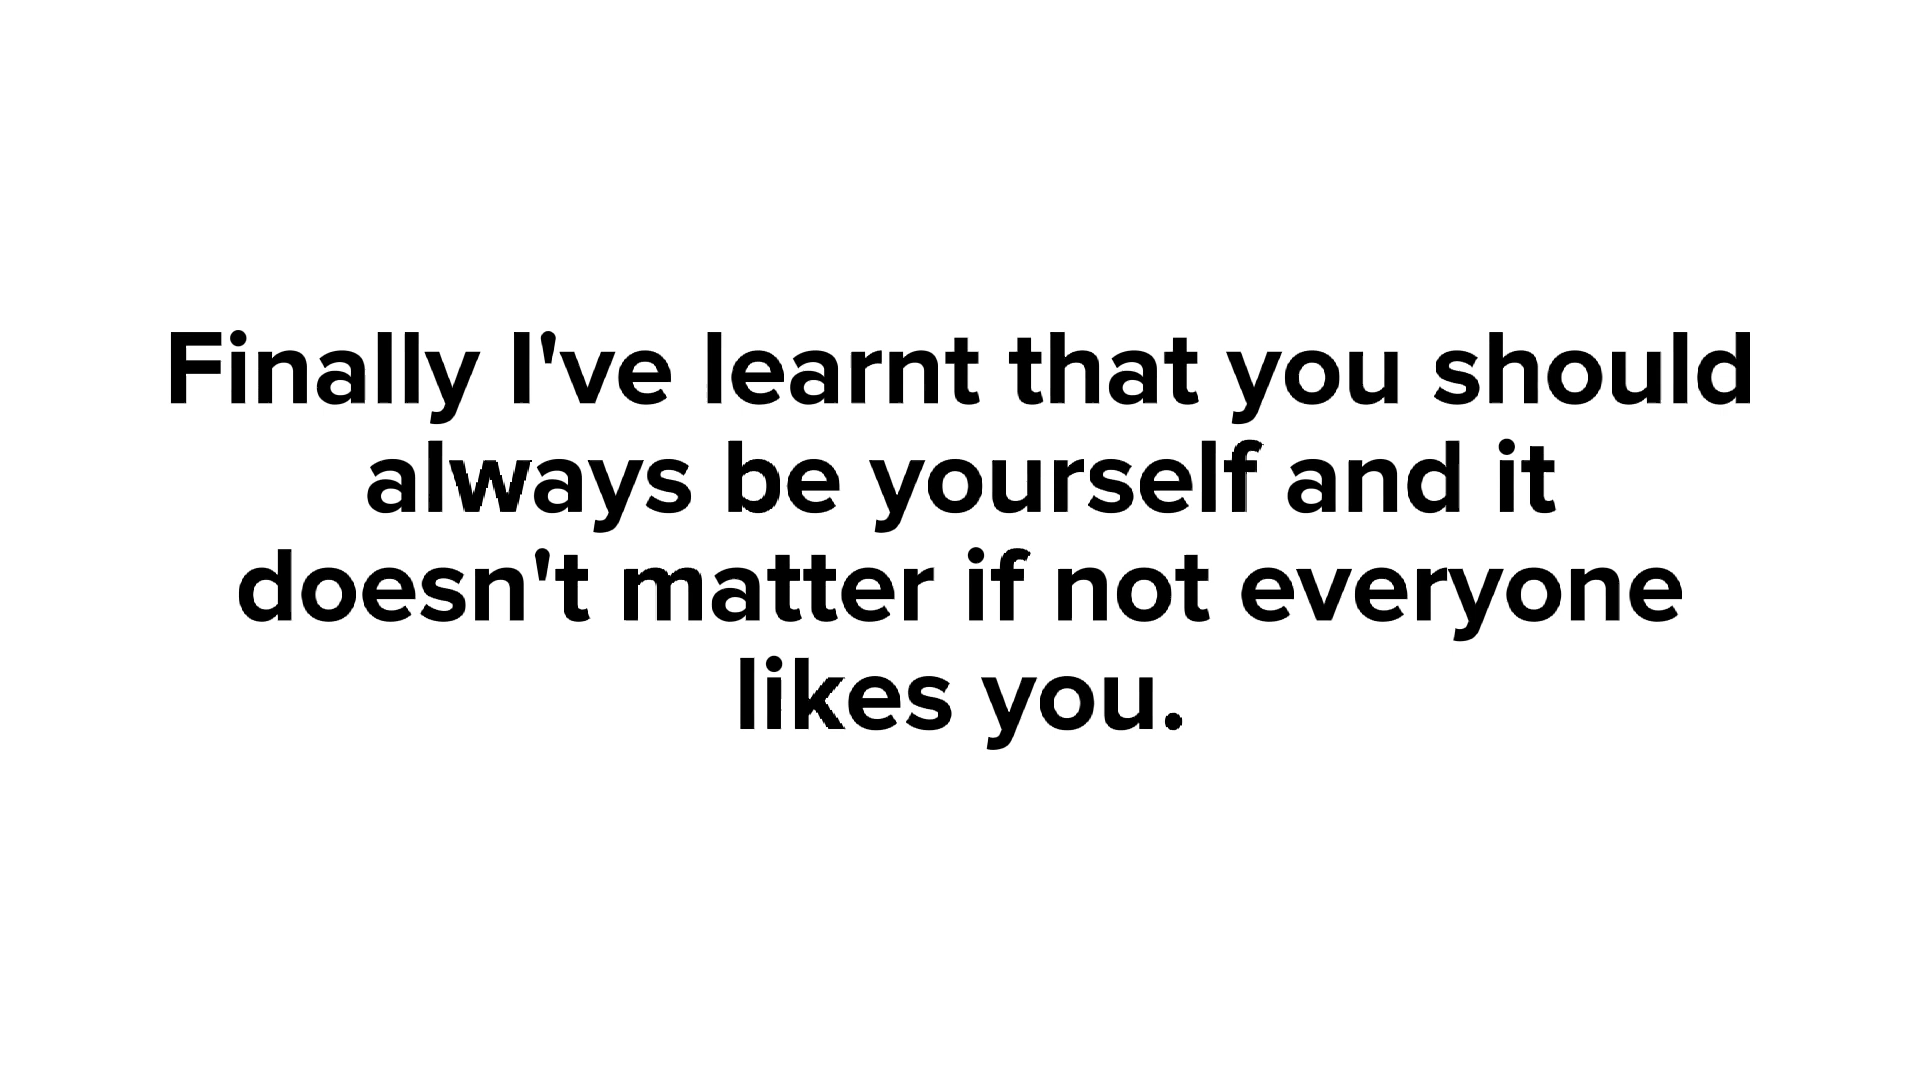 Finally I've learnt that you should
always be yourself and it
doesn't matter if not everyone
likes you.